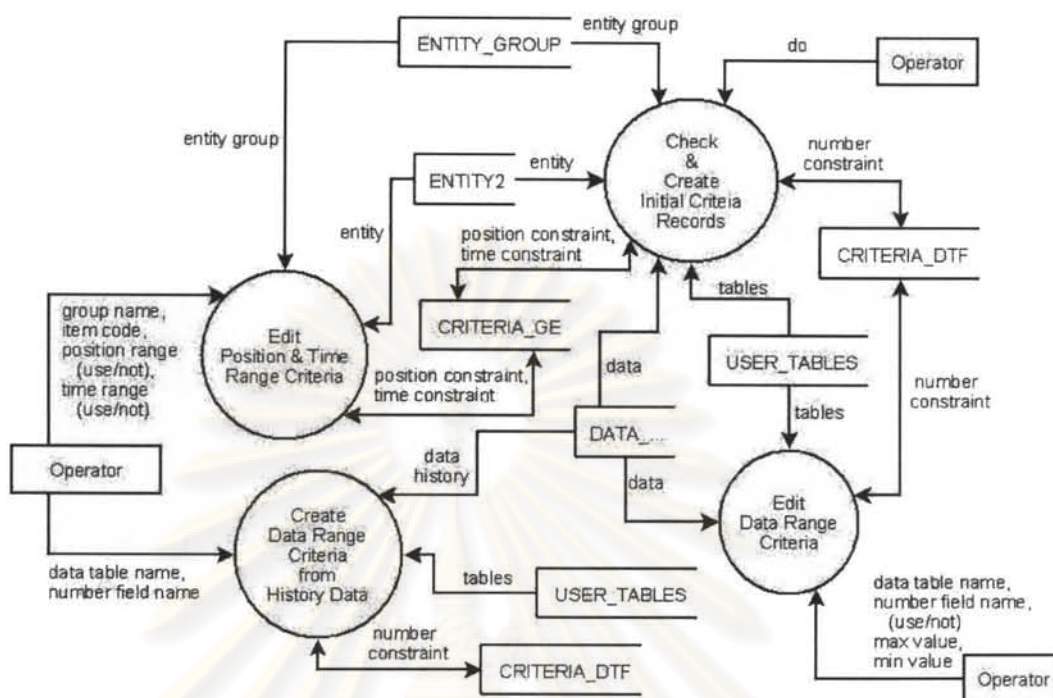 entity group
ENTITY_GROUP
do
Operator
entity group
Check
&
Create
Initial Criteia
Records
number
constraint
entity
ENTITY2
entity
position constraint,
time constraint
CRITERIA_DTF
tables
group name,
item code,
position range
(use/not),
time range
(use/not)
Edit
Position & Time
Range Criteria
CRITERIA_GE
USER_TABLES
data
position constraint,
time constraint
number
constraint
tables
DATA_...
Operator
data
history
data
Edit
Data Range
Criteria
Create
Data Range
Criteria
from
History Data
data table name,
number field name
tables
USER_TABLES
data table name,
number field name,
(use/not)
max value,
min value
number
constraint
CRITERIA_DTF
Operator